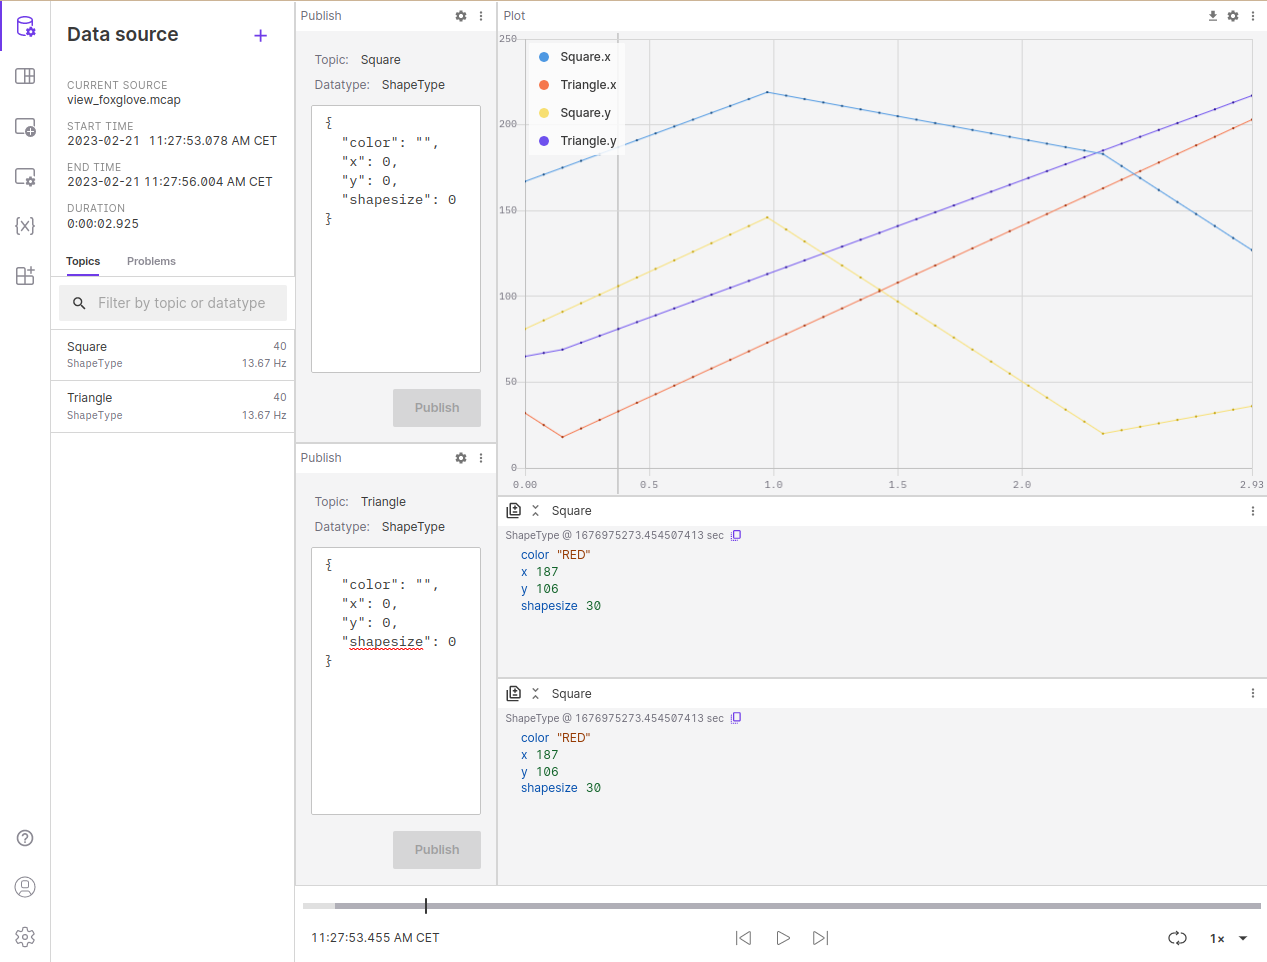 Data source
CURRENT SOURCE
view_foxglove.mcap
START TIME
2023-02-21 11:27:53.078 AM CET
END TIME
2023-02-21 11:27:56.004 AM CET
DURATION
0:00:02.925
Topics Problems
Filter by topic or datatype
Square 40
ShapeType 13.67 Hz
Triangle 40
ShapeType 13.67 Hz
Publish
Topic: Square
Datatype: ShapeType
{
"color": "",
"x": 0,
"y": 0,
"shapesize": 0
}
Publish
Publish
Topic: Triangle
Datatype: ShapeType
{
"color": "",
"x": 0,
"y": 0,
"shapesize": 0
}
Publish
Plot
Square.x
Triangle.x
Square.y
Triangle.y
250
200
150
100
50
0
0.00 0.5 1.0 1.5 2.0 2.93
Square
ShapeType @ 1676975273.454507413 sec
color "RED"
x 187
y 106
shapesize 30
Square
ShapeType @ 1676975273.454507413 sec
color "RED"
x 187
y 106
shapesize 30
11:27:53.455 AM CET
1×